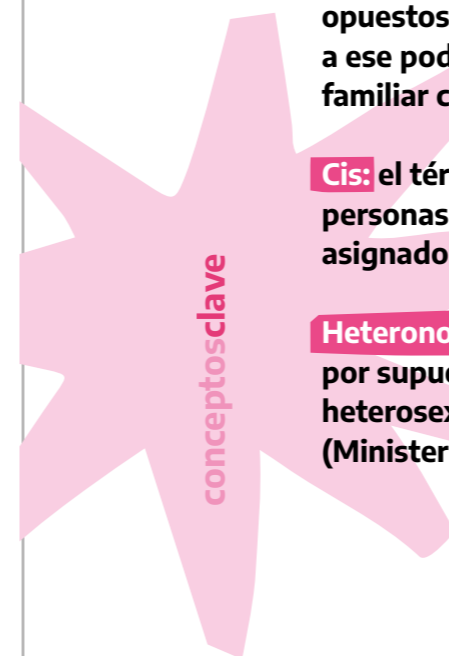 opuestos
a ese pod
familiar c
Cis: el tér
personas
asignado
Heterono
por supue
heterosex
(Minister
conceptosclave